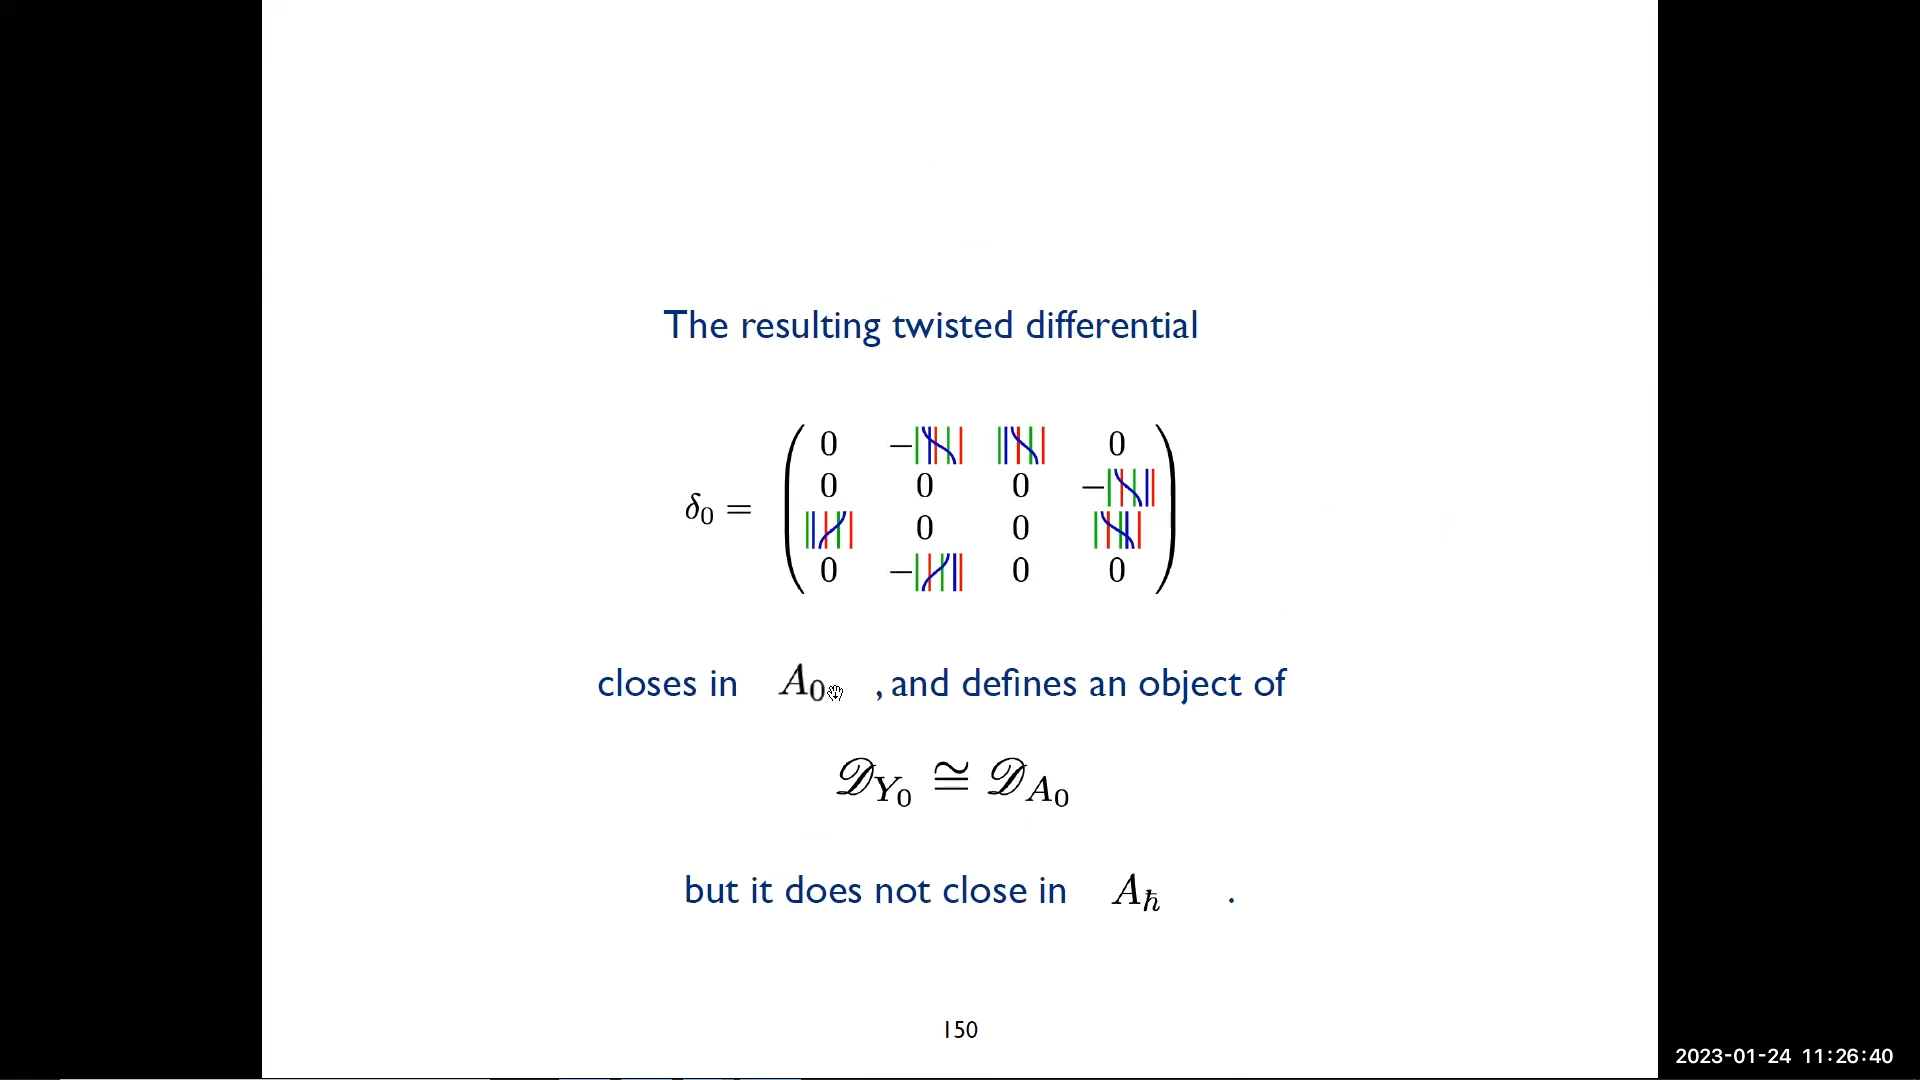 The resulting twisted differential
δ₀ =
0 − 0
0 0 0 −
0 0
0 − 0 0
closes in A₀ , and defines an object of
𝒟_{Y₀} ≅ 𝒟_{A₀}
but it does not close in A_ħ .
150
2023-01-24 11:26:40